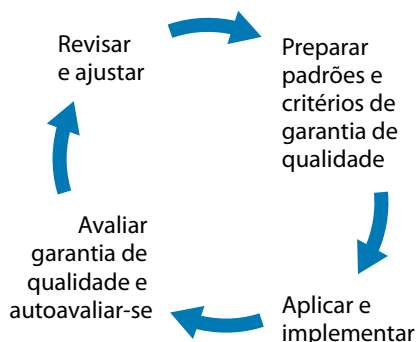 Revisar
e ajustar
Preparar
padrões e
critérios de
garantia de
qualidade
Aplicar e
implementar
Avaliar
garantia de
qualidade e
autoavaliar-se